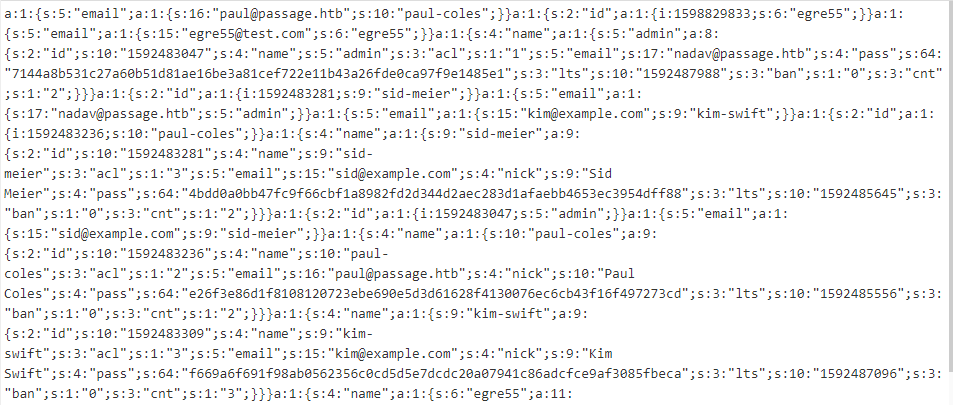 a:1:{s:5:"email";a:1:{s:16:"paul@passage.htb";s:10:"paul-coles";}}a:1:{s:2:"id";a:1:{i:1598829833;s:6:"egre55";}}a:1:
{s:5:"email";a:1:{s:15:"egre55@test.com";s:6:"egre55";}}a:1:{s:4:"name";a:1:{s:5:"admin";a:8:
{s:2:"id";s:10:"1592483047";s:4:"name";s:5:"admin";s:3:"acl";s:1:"1";s:5:"email";s:17:"nadav@passage.htb";s:4:"pass";s:64:
"7144a8b531c27a60b51d81ae16be3a81cef722e11b43a26fde0ca97f9e1485e1";s:3:"lts";s:10:"1592487988";s:3:"ban";s:1:"0";s:3:"cnt"
;s:1:"2";}}}a:1:{s:2:"id";a:1:{i:1592483281;s:9:"sid-meier";}}a:1:{s:5:"email";a:1:
{s:17:"nadav@passage.htb";s:5:"admin";}}a:1:{s:5:"email";a:1:{s:15:"kim@example.com";s:9:"kim-swift";}}a:1:{s:2:"id";a:1:
{i:1592483236;s:10:"paul-coles";}}a:1:{s:4:"name";a:1:{s:9:"sid-meier";a:9:
{s:2:"id";s:10:"1592483281";s:4:"name";s:9:"sid-
meier";s:3:"acl";s:1:"3";s:5:"email";s:15:"sid@example.com";s:4:"nick";s:9:"Sid
Meier";s:4:"pass";s:64:"4bdd0a0bb47fc9f66cbf1a8982fd2d344d2aec283d1afaebb4653ec3954dff88";s:3:"lts";s:10:"1592485645";s:3:
"ban";s:1:"0";s:3:"cnt";s:1:"2";}}}a:1:{s:2:"id";a:1:{i:1592483047;s:5:"admin";}}a:1:{s:5:"email";a:1:
{s:15:"sid@example.com";s:9:"sid-meier";}}a:1:{s:4:"name";a:1:{s:10:"paul-coles";a:9:
{s:2:"id";s:10:"1592483236";s:4:"name";s:10:"paul-
coles";s:3:"acl";s:1:"2";s:5:"email";s:16:"paul@passage.htb";s:4:"nick";s:10:"Paul
Coles";s:4:"pass";s:64:"e26f3e86d1f8108120723ebe690e5d3d61628f4130076ec6cb43f16f497273cd";s:3:"lts";s:10:"1592485556";s:3:
"ban";s:1:"0";s:3:"cnt";s:1:"2";}}}a:1:{s:4:"name";a:1:{s:9:"kim-swift";a:9:
{s:2:"id";s:10:"1592483309";s:4:"name";s:9:"kim-
swift";s:3:"acl";s:1:"3";s:5:"email";s:15:"kim@example.com";s:4:"nick";s:9:"Kim
Swift";s:4:"pass";s:64:"f669a6f691f98ab0562356c0cd5d5e7dcdc20a07941c86adcfce9af3085fbeca";s:3:"lts";s:10:"1592487096";s:3:
"ban";s:1:"0";s:3:"cnt";s:1:"3";}}}a:1:{s:4:"name";a:1:{s:6:"egre55";a:11: